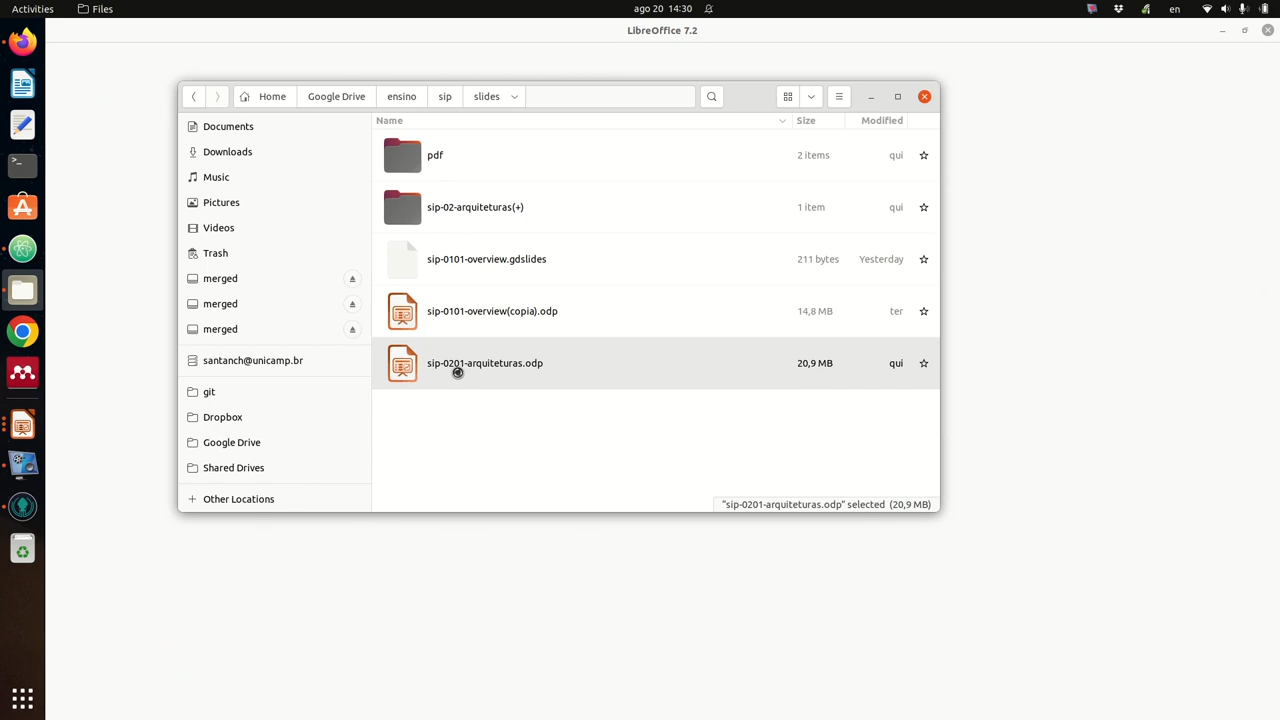 Activities Files ago 20 14:30 en
LibreOffice 7.2
Home Google Drive ensino sip slides
Name Size Modified
Documents
Downloads
Music
Pictures
Videos
Trash
merged
merged
merged
santanch@unicamp.br
git
Dropbox
Google Drive
Shared Drives
Other Locations
pdf 2 items qui
sip-02-arquiteturas(+) 1 item qui
sip-0101-overview.gdslides 211 bytes Yesterday
sip-0101-overview(copia).odp 14,8 MB ter
sip-0201-arquiteturas.odp 20,9 MB qui
"sip-0201-arquiteturas.odp" selected (20,9 MB)